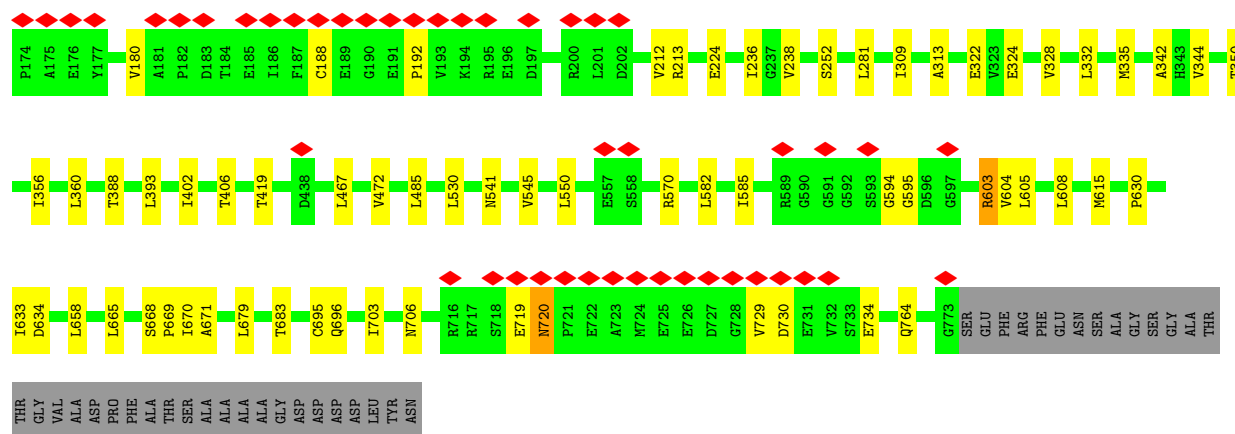 P174 A175 E176 Y177 V180 A181 P182 D183 T184 E185 I186 F187 C188 E189 G190 E191 P192 V193 K194 R195 E196 D197 R200 L201 D202 V212 R213 E224 I236 G237 V238 S252 L281 I309 A313 E322 V323 E324 V328 L332 M335 A342 H343 V344 T350
I356 L360 T388 L393 I402 T406 T419 D438 L467 V472 L485 L530 N541 V545 L550 E557 S558 R570 L582 I585 R589 G590 G591 G592 S593 G594 G595 D596 G597 R603 V604 L605 L608 M615 P630
I633 D634 L658 L665 S668 P669 I670 A671 L679 T683 C695 Q696 I703 N706 R716 R717 S718 E719 N720 P721 E722 A723 M724 E725 E726 D727 G728 V729 D730 E731 V732 S733 E734 Q764 G773 SER GLU PHE ARG PHE GLU ASN SER ALA GLY SER GLY ALA THR
THR GLY VAL ALA ASP PRO PHE ALA THR SER ALA ALA ALA ALA GLY ASP ASP ASP ASP LEU TYR ASN